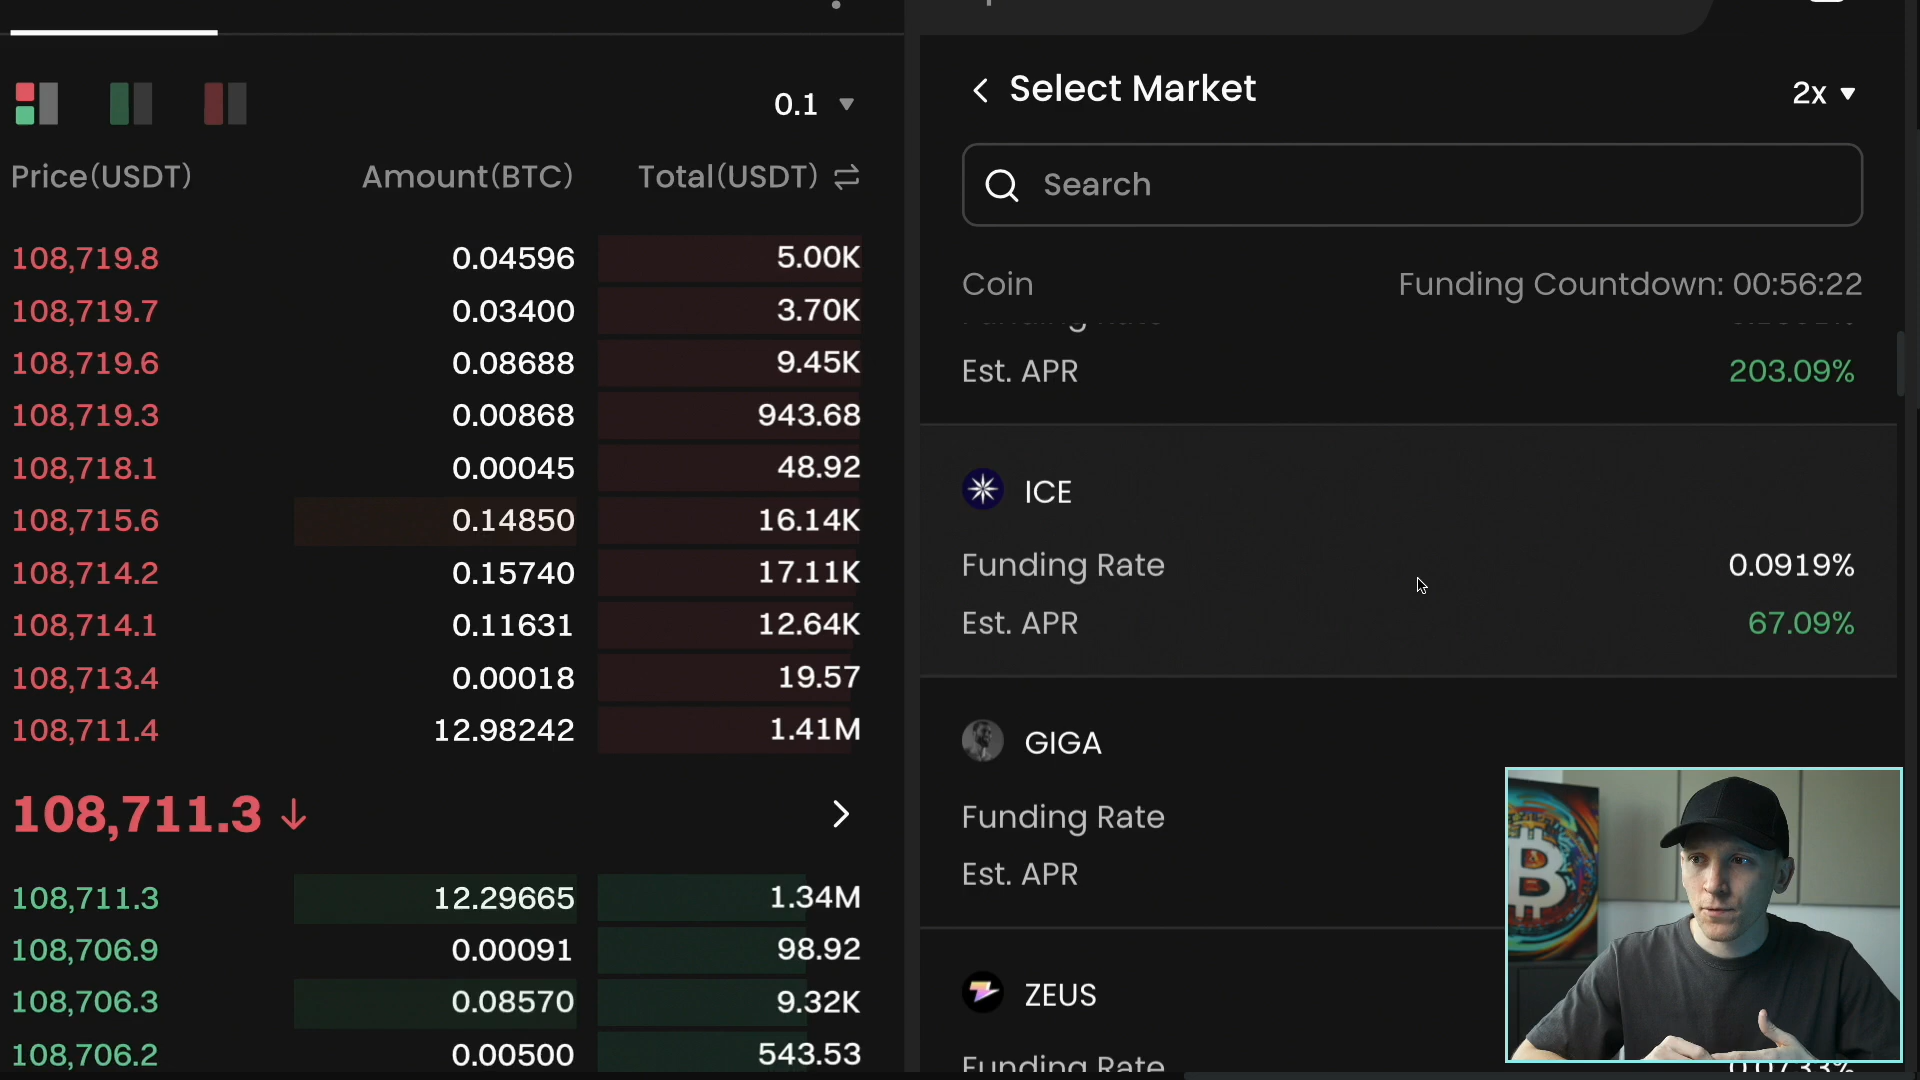 0.1
Price(USDT) Amount(BTC) Total(USDT)
108,719.8 0.04596 5.00K
108,719.7 0.03400 3.70K
108,719.6 0.08688 9.45K
108,719.3 0.00868 943.68
108,718.1 0.00045 48.92
108,715.6 0.14850 16.14K
108,714.2 0.15740 17.11K
108,714.1 0.11631 12.64K
108,713.4 0.00018 19.57
108,711.4 12.98242 1.41M
108,711.3
108,711.3 12.29665 1.34M
108,706.9 0.00091 98.92
108,706.3 0.08570 9.32K
108,706.2 0.00500 543.53
Select Market 2x
Search
Coin Funding Countdown: 00:56:22
Funding Rate
Est. APR 203.09%
ICE
Funding Rate 0.0919%
Est. APR 67.09%
GIGA
Funding Rate
Est. APR
ZEUS
Funding Rate 0.0733%